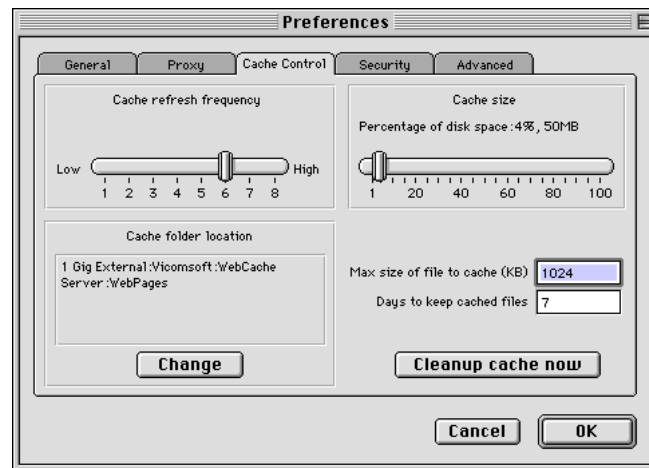 Preferences
General Proxy Cache Control Security Advanced
Cache refresh frequency
Low High
1 2 3 4 5 6 7 8
Cache size
Percentage of disk space :4%, 50MB
1 20 40 60 80 100
Cache folder location
1 Gig External :Vicomsoft :WebCache
Server :WebPages
Change
Max size of file to cache (KB) 1024
Days to keep cached files 7
Cleanup cache now
Cancel OK